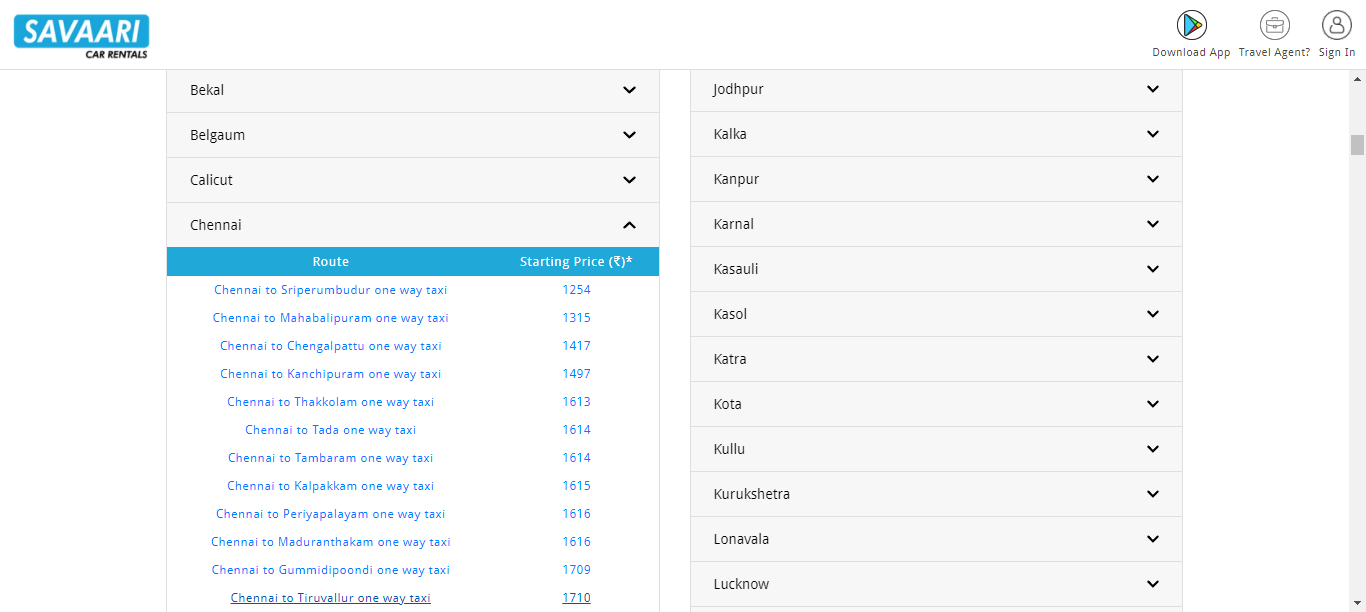 SAVAARI
CAR RENTALS
Download App
Travel Agent?
Sign In
Bekal
Belgaum
Calicut
Chennai
Route Starting Price (₹)*
Chennai to Sriperumbudur one way taxi 1254
Chennai to Mahabalipuram one way taxi 1315
Chennai to Chengalpattu one way taxi 1417
Chennai to Kanchipuram one way taxi 1497
Chennai to Thakkolam one way taxi 1613
Chennai to Tada one way taxi 1614
Chennai to Tambaram one way taxi 1614
Chennai to Kalpakkam one way taxi 1615
Chennai to Periyapalayam one way taxi 1616
Chennai to Maduranthakam one way taxi 1616
Chennai to Gummidipoondi one way taxi 1709
Chennai to Tiruvallur one way taxi 1710
Jodhpur
Kalka
Kanpur
Karnal
Kasauli
Kasol
Katra
Kota
Kullu
Kurukshetra
Lonavala
Lucknow